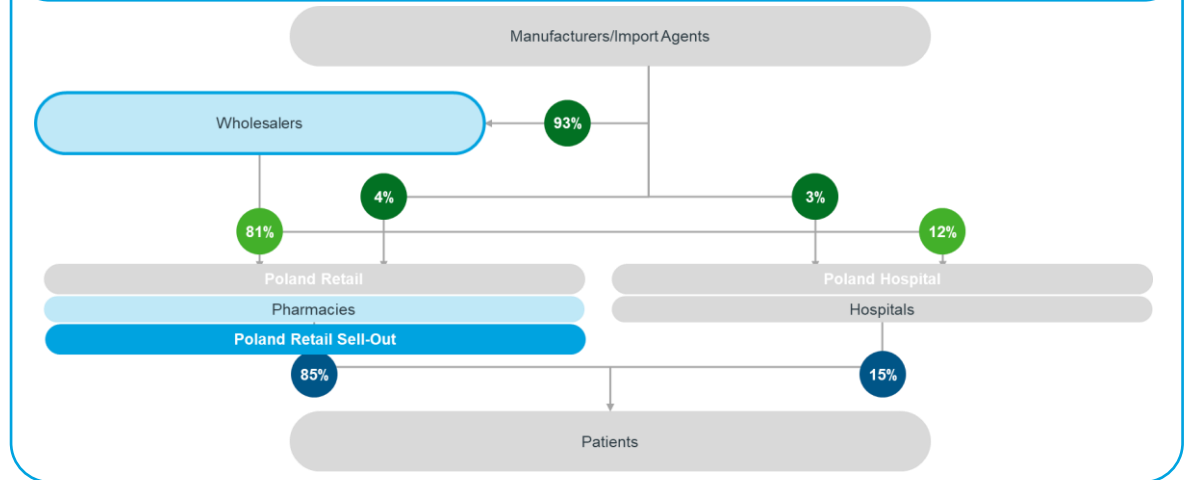 Manufacturers/Import Agents
Wholesalers
93%
4%
3%
81%
12%
Poland Retail
Poland Hospital
Pharmacies
Hospitals
Poland Retail Sell-Out
85%
15%
Patients